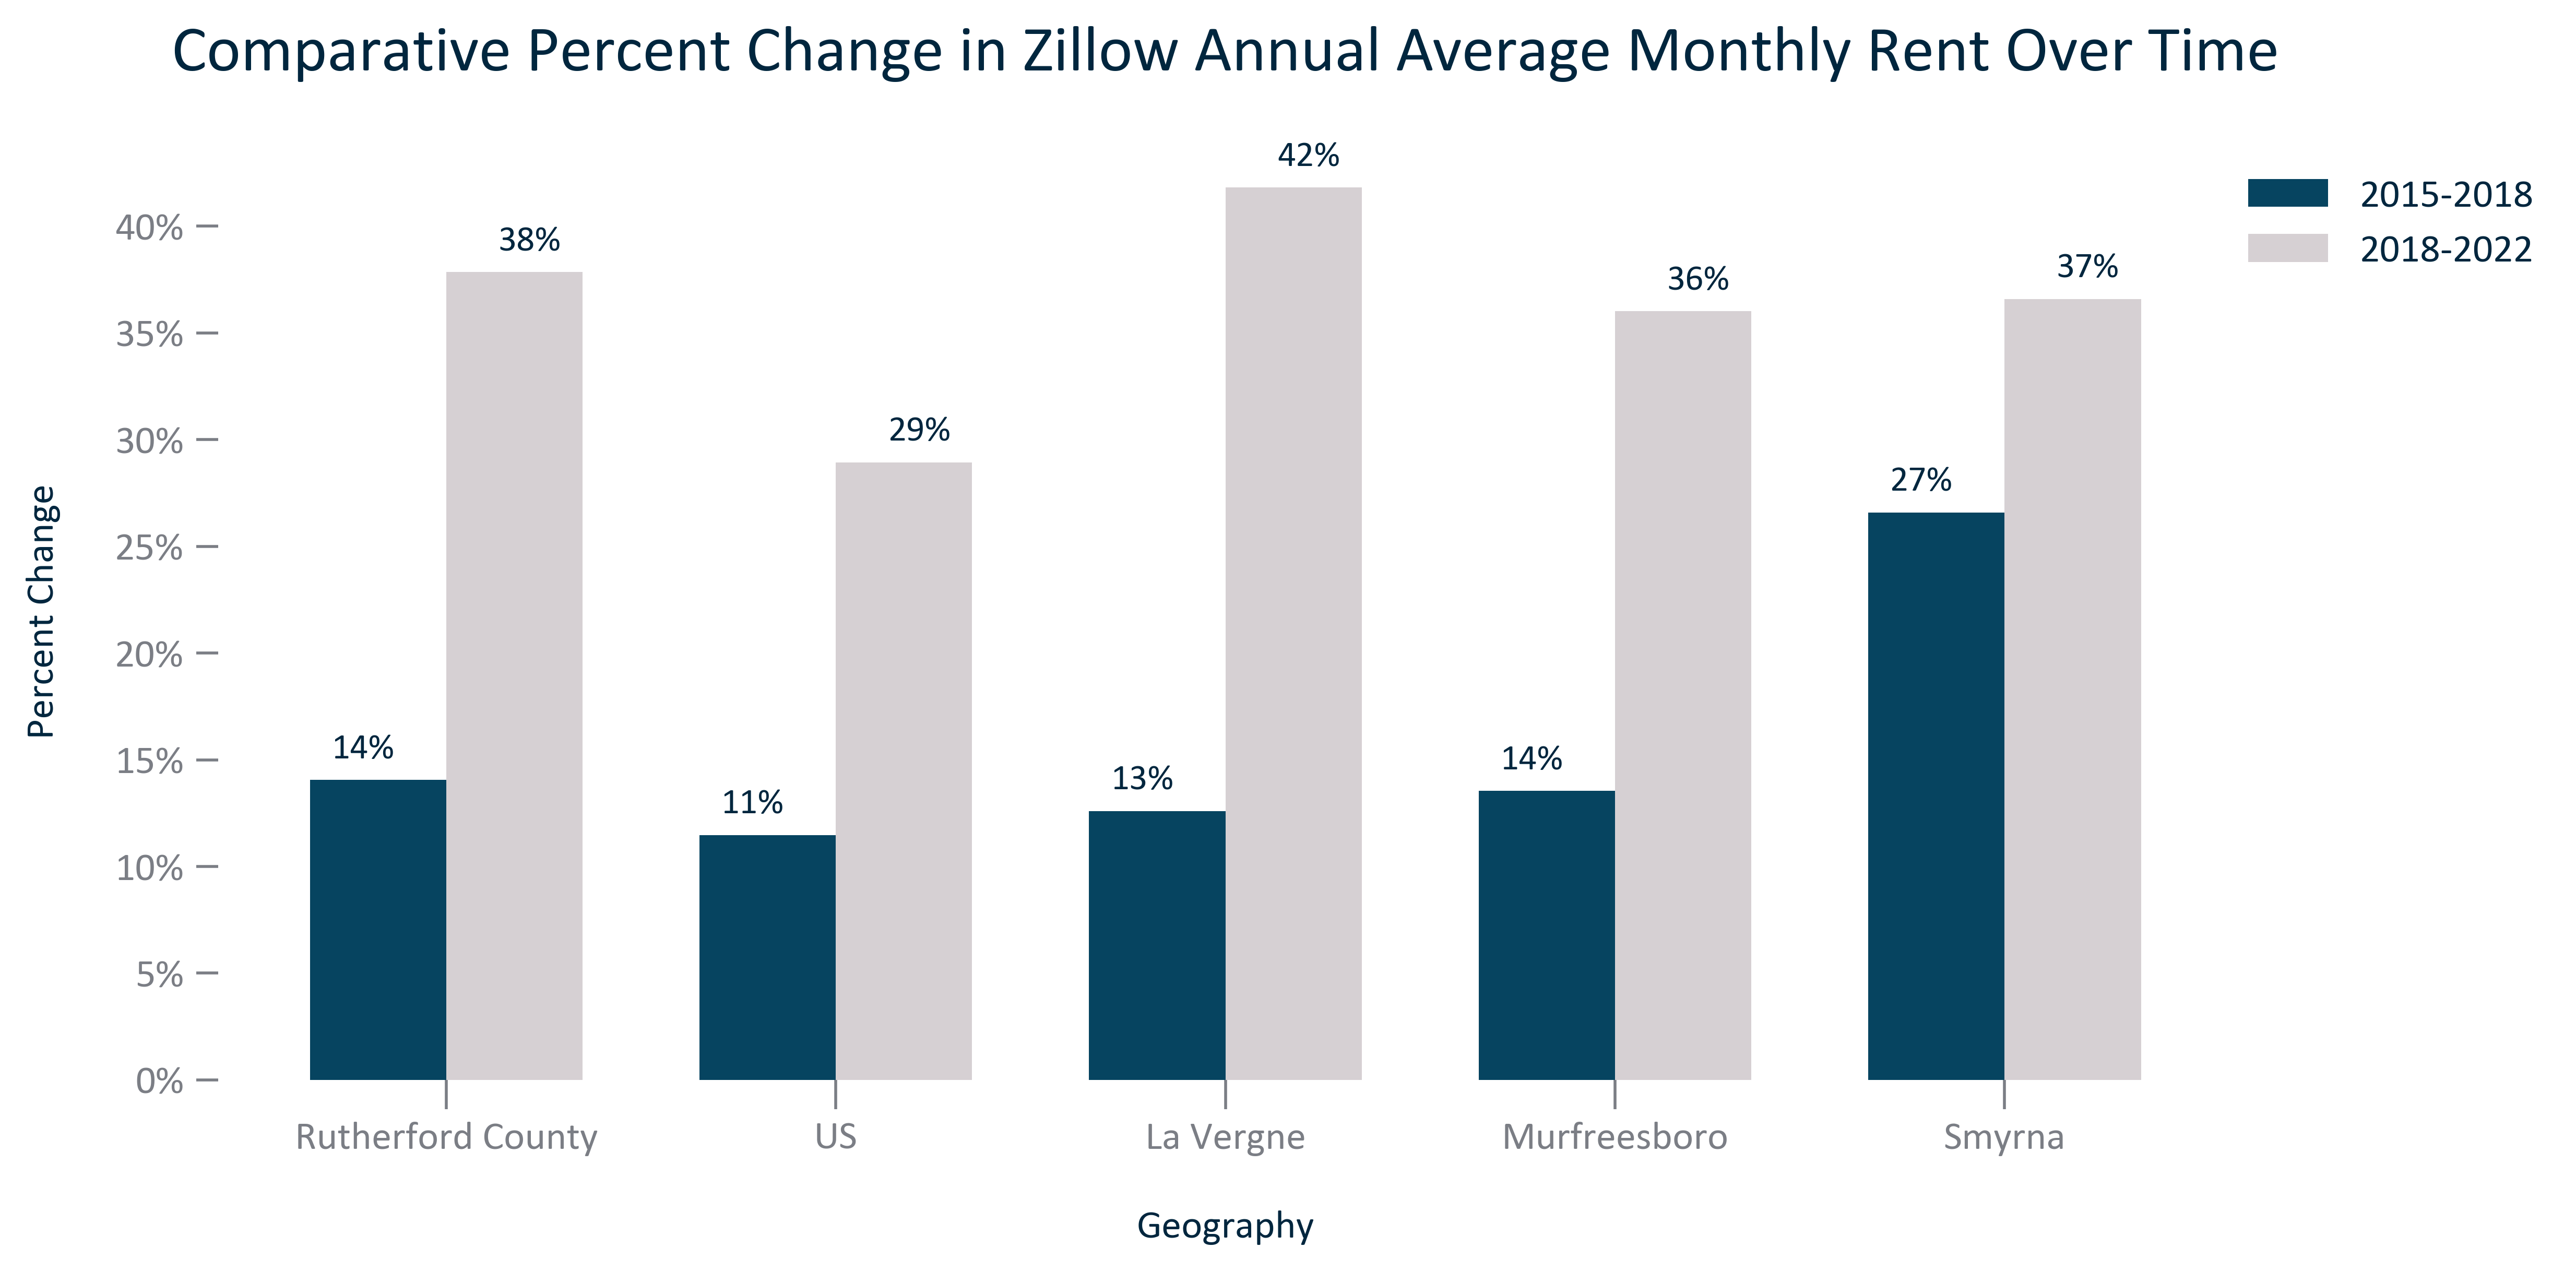 Comparative Percent Change in Zillow Annual Average Monthly Rent Over Time
2015-2018
2018-2022
Percent Change
40%
35%
30%
25%
20%
15%
10%
5%
0%
14%
38%
11%
29%
13%
42%
14%
36%
27%
37%
Rutherford County
US
La Vergne
Murfreesboro
Smyrna
Geography